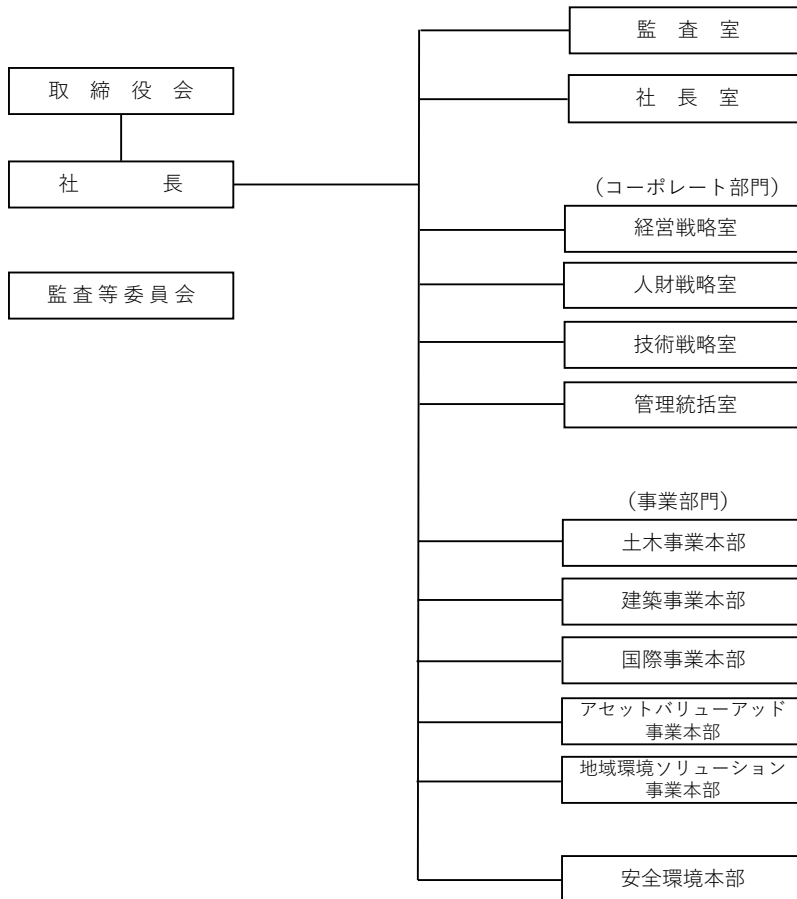 取 締 役 会
社 長
監 査 等 委 員 会
監 査 室
社 長 室
（コーポレート部門）
経営戦略室
人財戦略室
技術戦略室
管理統括室
（事業部門）
土木事業本部
建築事業本部
国際事業本部
アセットバリューアッド
事業本部
地域環境ソリューション
事業本部
安全環境本部